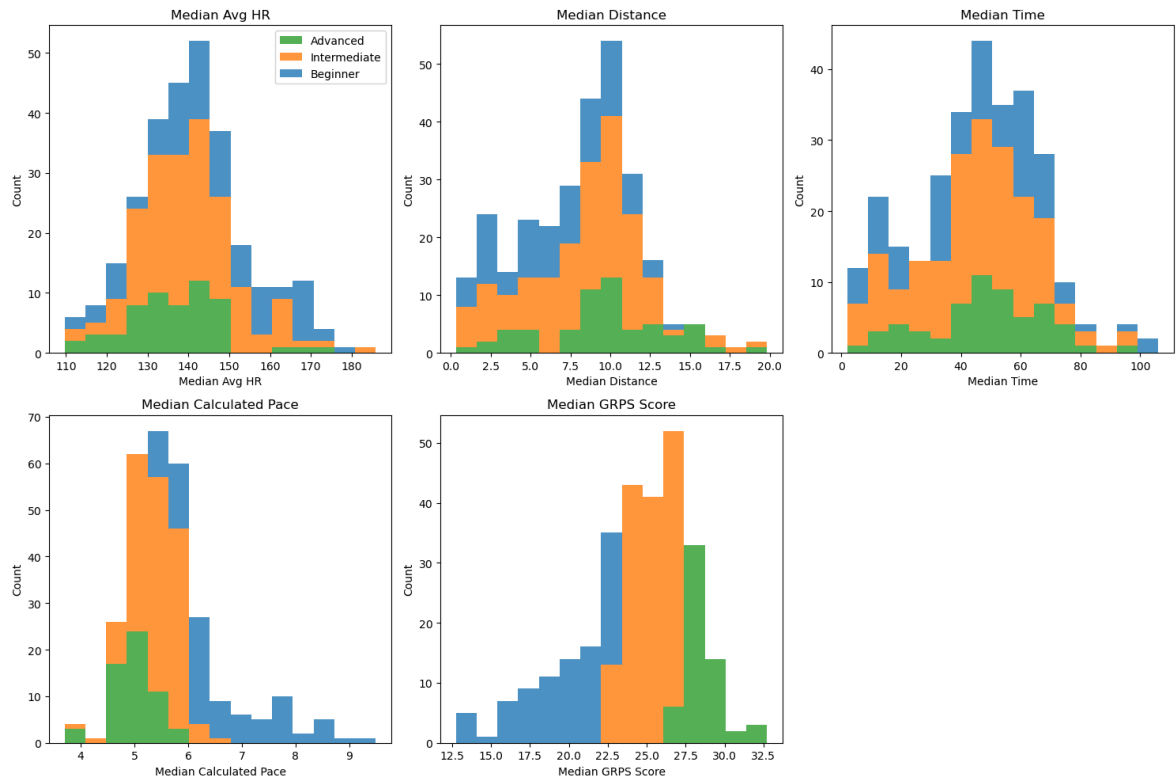 Median Avg HR
Median Distance
Median Time
Advanced
Intermediate
Beginner
Count
50
40
30
20
10
0
110 120 130 140 150 160 170 180
Median Avg HR
Count
50
40
30
20
10
0
0.0 2.5 5.0 7.5 10.0 12.5 15.0 17.5 20.0
Median Distance
Count
40
30
20
10
0
0 20 40 60 80 100
Median Time
Median Calculated Pace
Median GRPS Score
Count
70
60
50
40
30
20
10
0
4 5 6 7 8 9
Median Calculated Pace
Count
50
40
30
20
10
0
12.5 15.0 17.5 20.0 22.5 25.0 27.5 30.0 32.5
Median GRPS Score